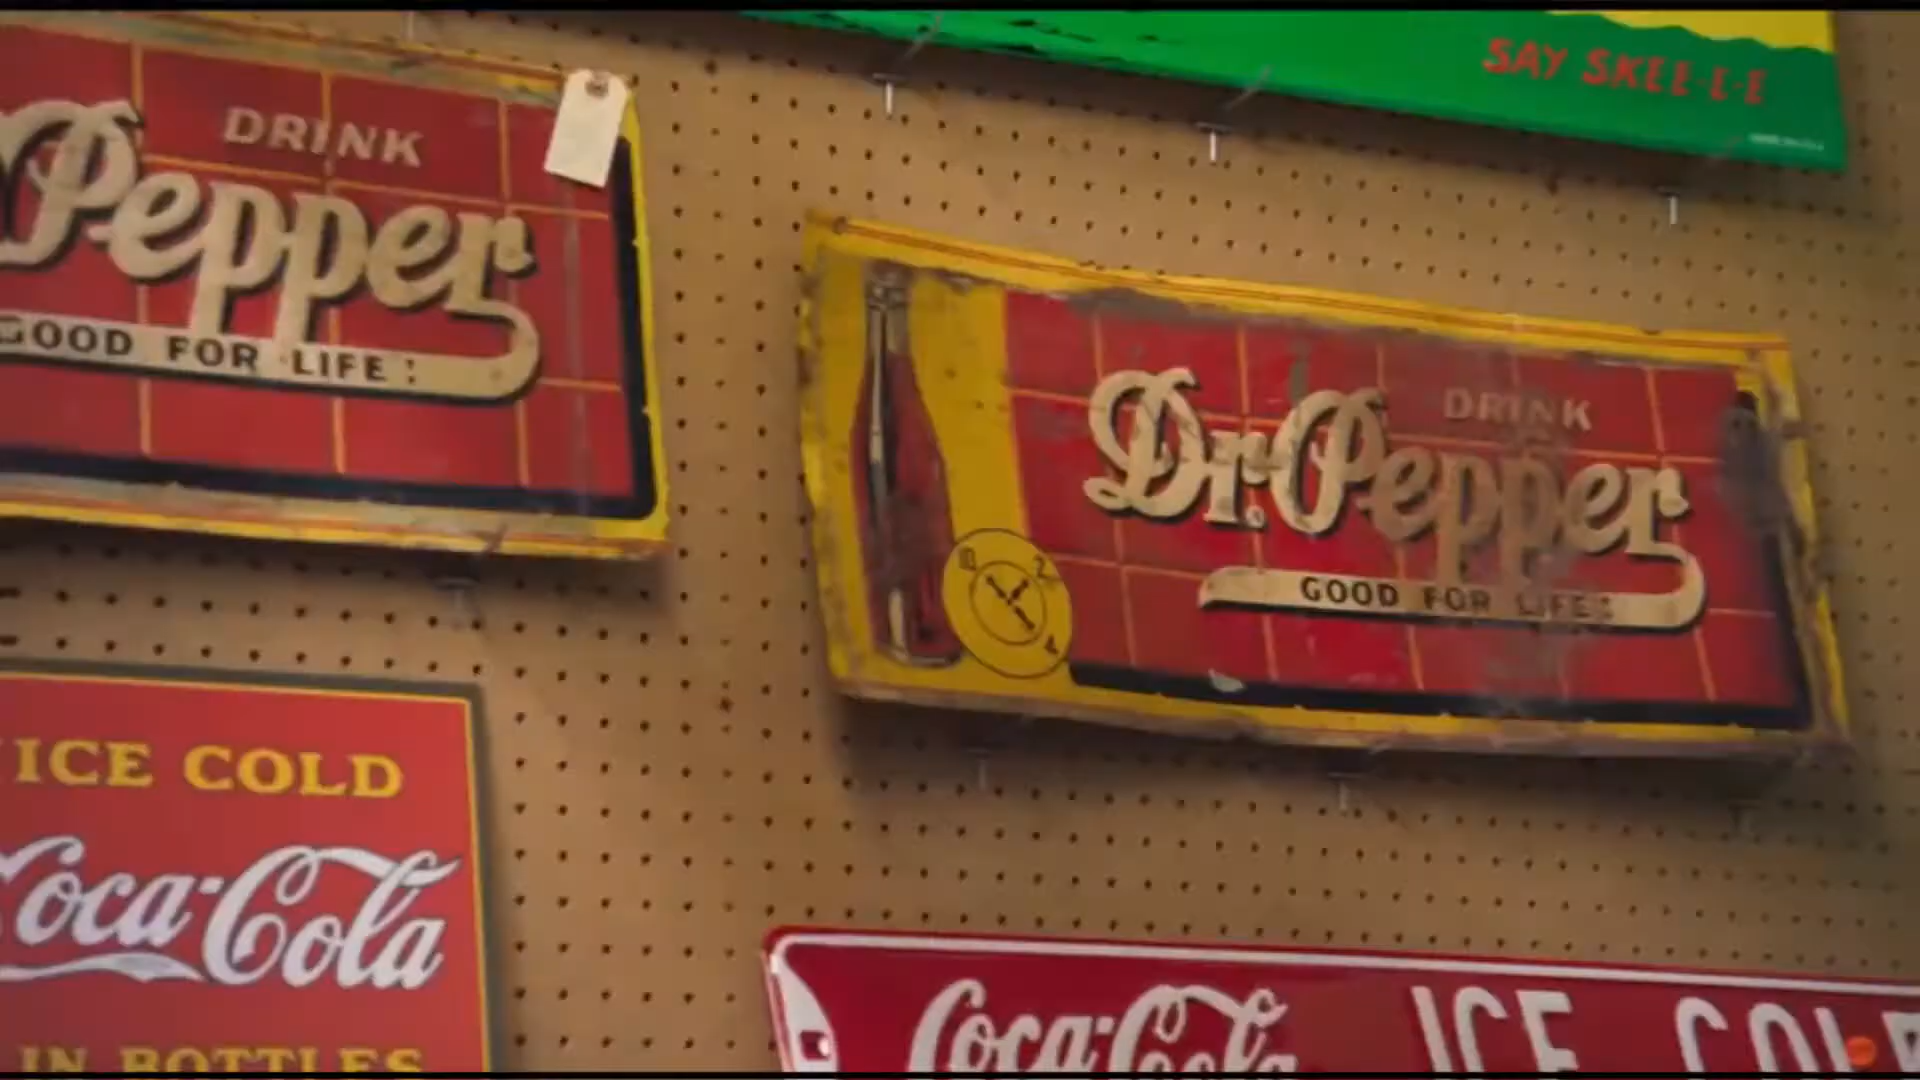 SAY SKEE-E-E
DRINK
Pepper
GOOD FOR LIFE!
DRINK
Dr. Pepper
GOOD FOR LIFE!
10 2 4
ICE COLD
Coca-Cola
IN BOTTLES
Coca-Cola ICE COLD